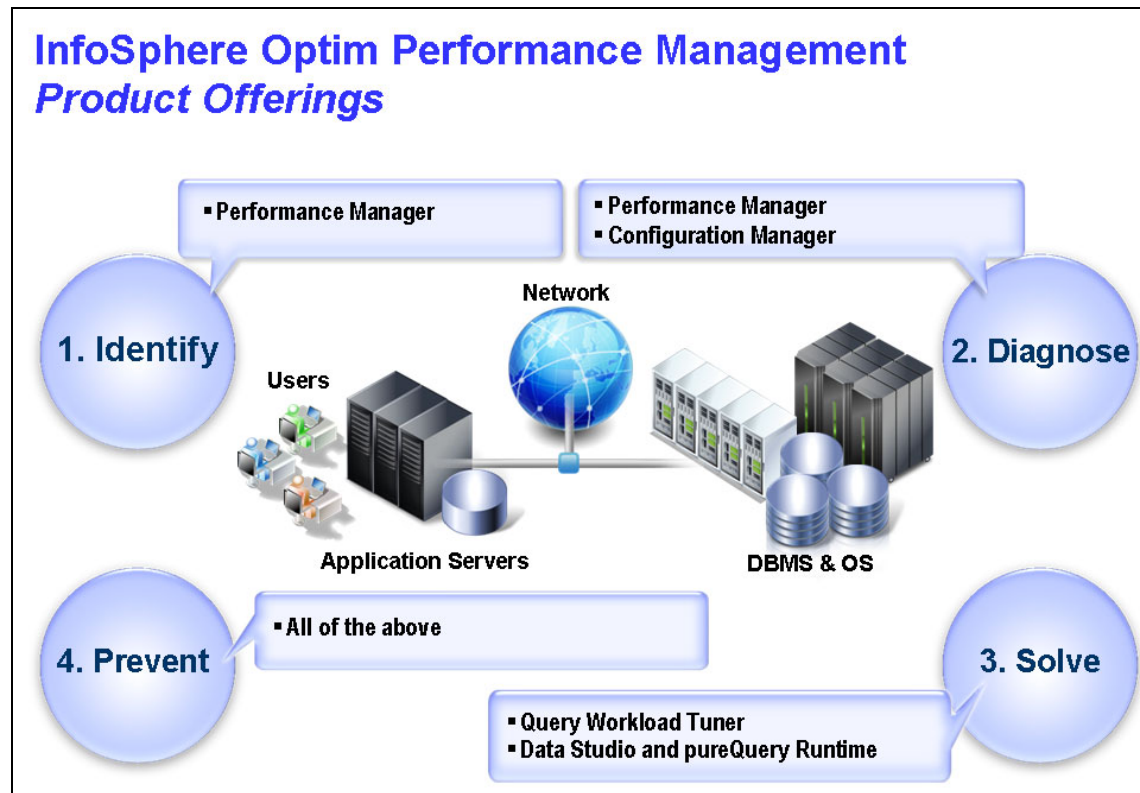 InfoSphere Optim Performance Management
Product Offerings
▪ Performance Manager
▪ Performance Manager
▪ Configuration Manager
1. Identify
2. Diagnose
Network
Users
Application Servers
DBMS & OS
4. Prevent
▪ All of the above
3. Solve
▪ Query Workload Tuner
▪ Data Studio and pureQuery Runtime